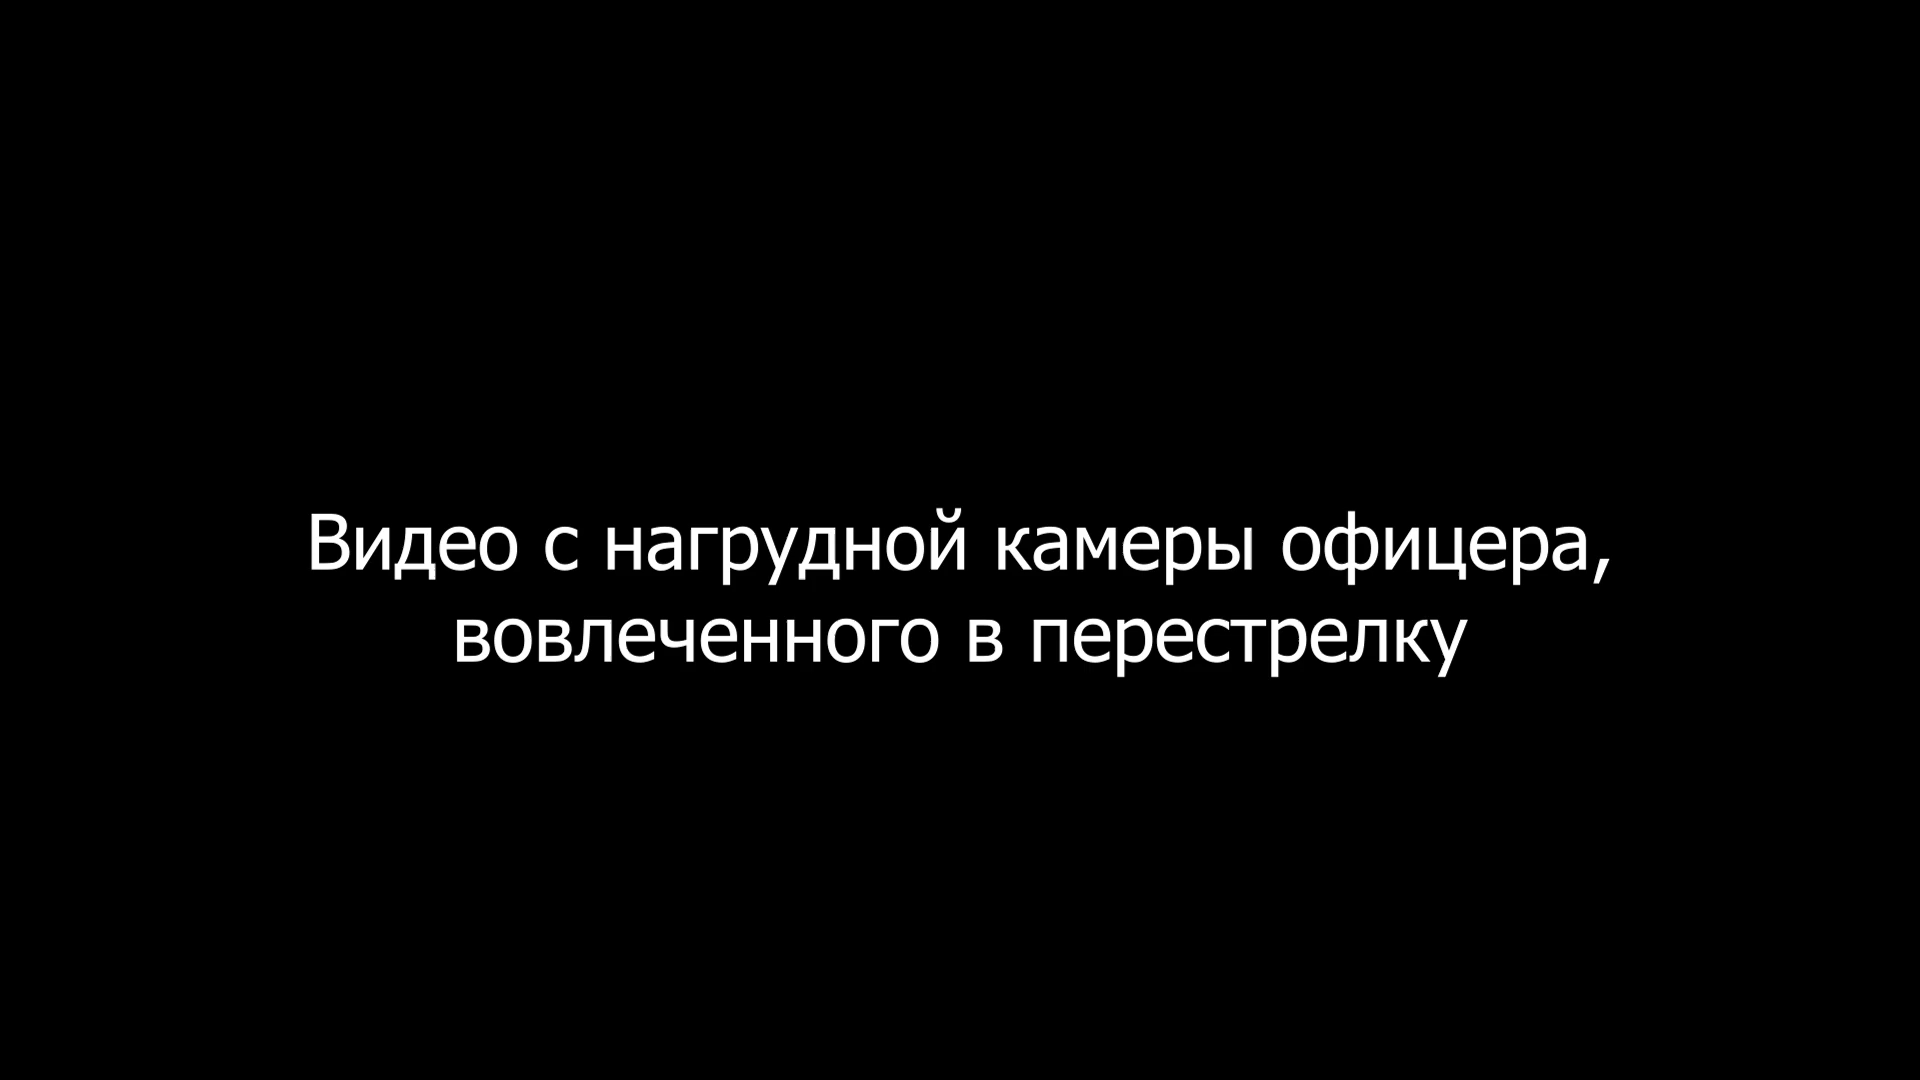 Видео с нагрудной камеры офицера,
вовлеченного в перестрелку